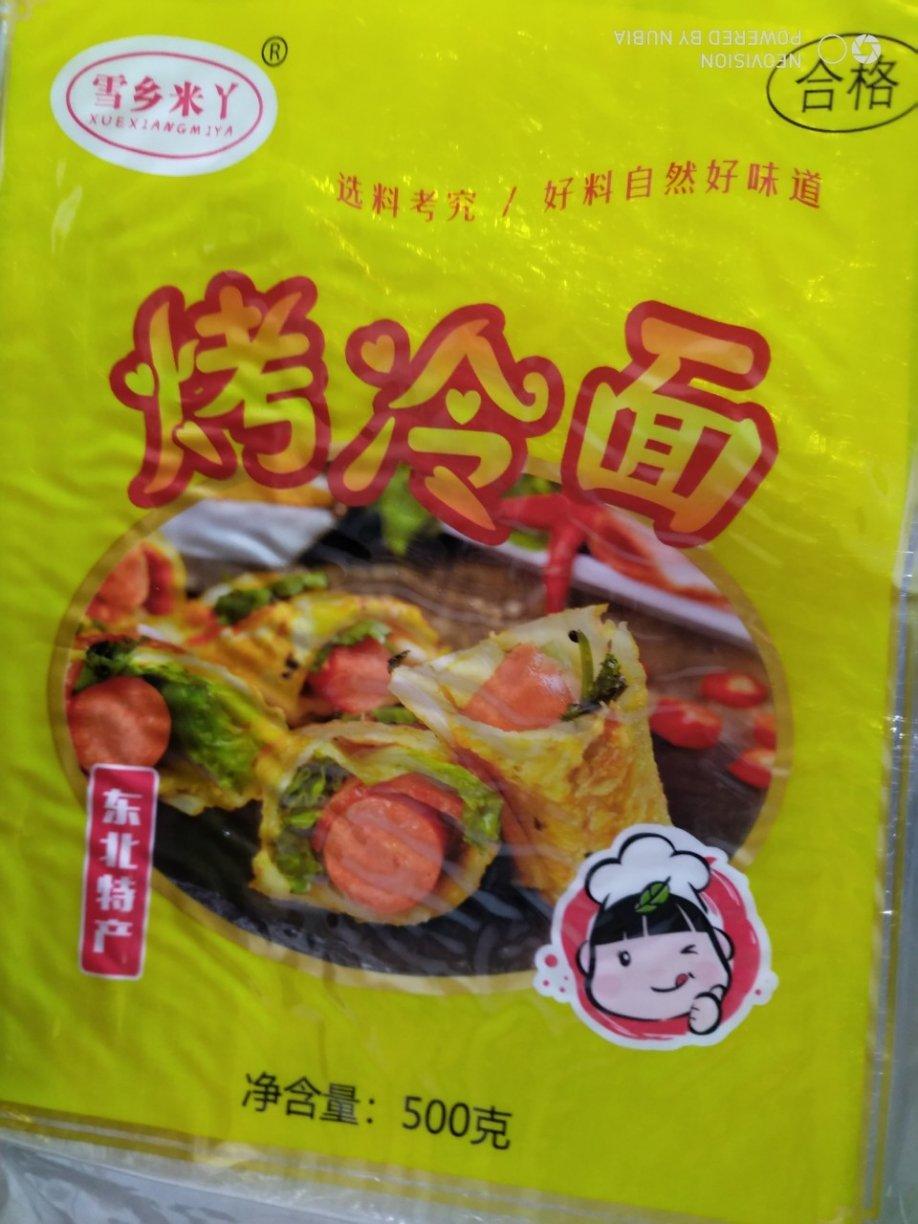 雪乡米丫
XUEXIANGMIYA
®
合格
NEOVISION
POWERED BY NUBIA
选料考究 / 好料自然好味道
烤冷面
东北特产
净含量：500克